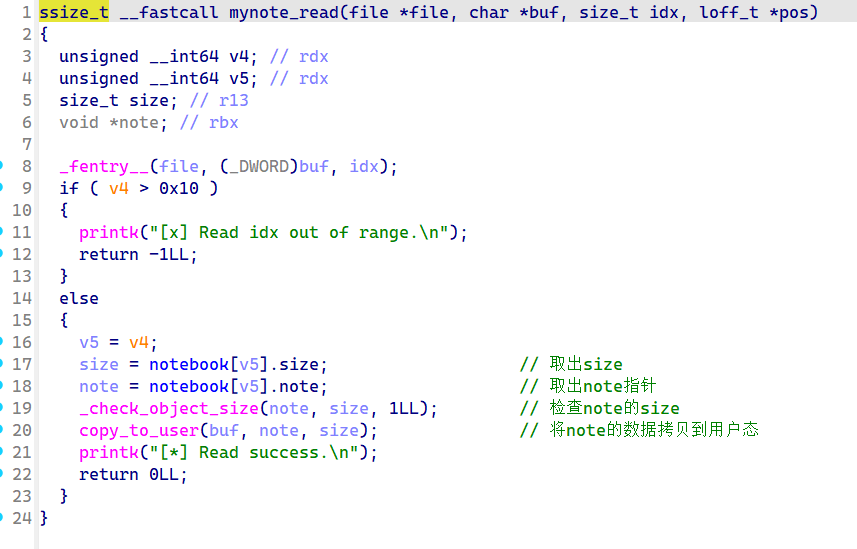 1 ssize_t __fastcall mynote_read(file *file, char *buf, size_t idx, loff_t *pos)
2 {
3 unsigned __int64 v4; // rdx
4 unsigned __int64 v5; // rdx
5 size_t size; // r13
6 void *note; // rbx
7
8 _fentry__(file, (_DWORD)buf, idx);
9 if ( v4 > 0x10 )
10 {
11 printk("[x] Read idx out of range.\n");
12 return -1LL;
13 }
14 else
15 {
16 v5 = v4;
17 size = notebook[v5].size; // 取出size
18 note = notebook[v5].note; // 取出note指针
19 _check_object_size(note, size, 1LL); // 检查note的size
20 copy_to_user(buf, note, size); // 将note的数据拷贝到用户态
21 printk("[*] Read success.\n");
22 return 0LL;
23 }
24 }